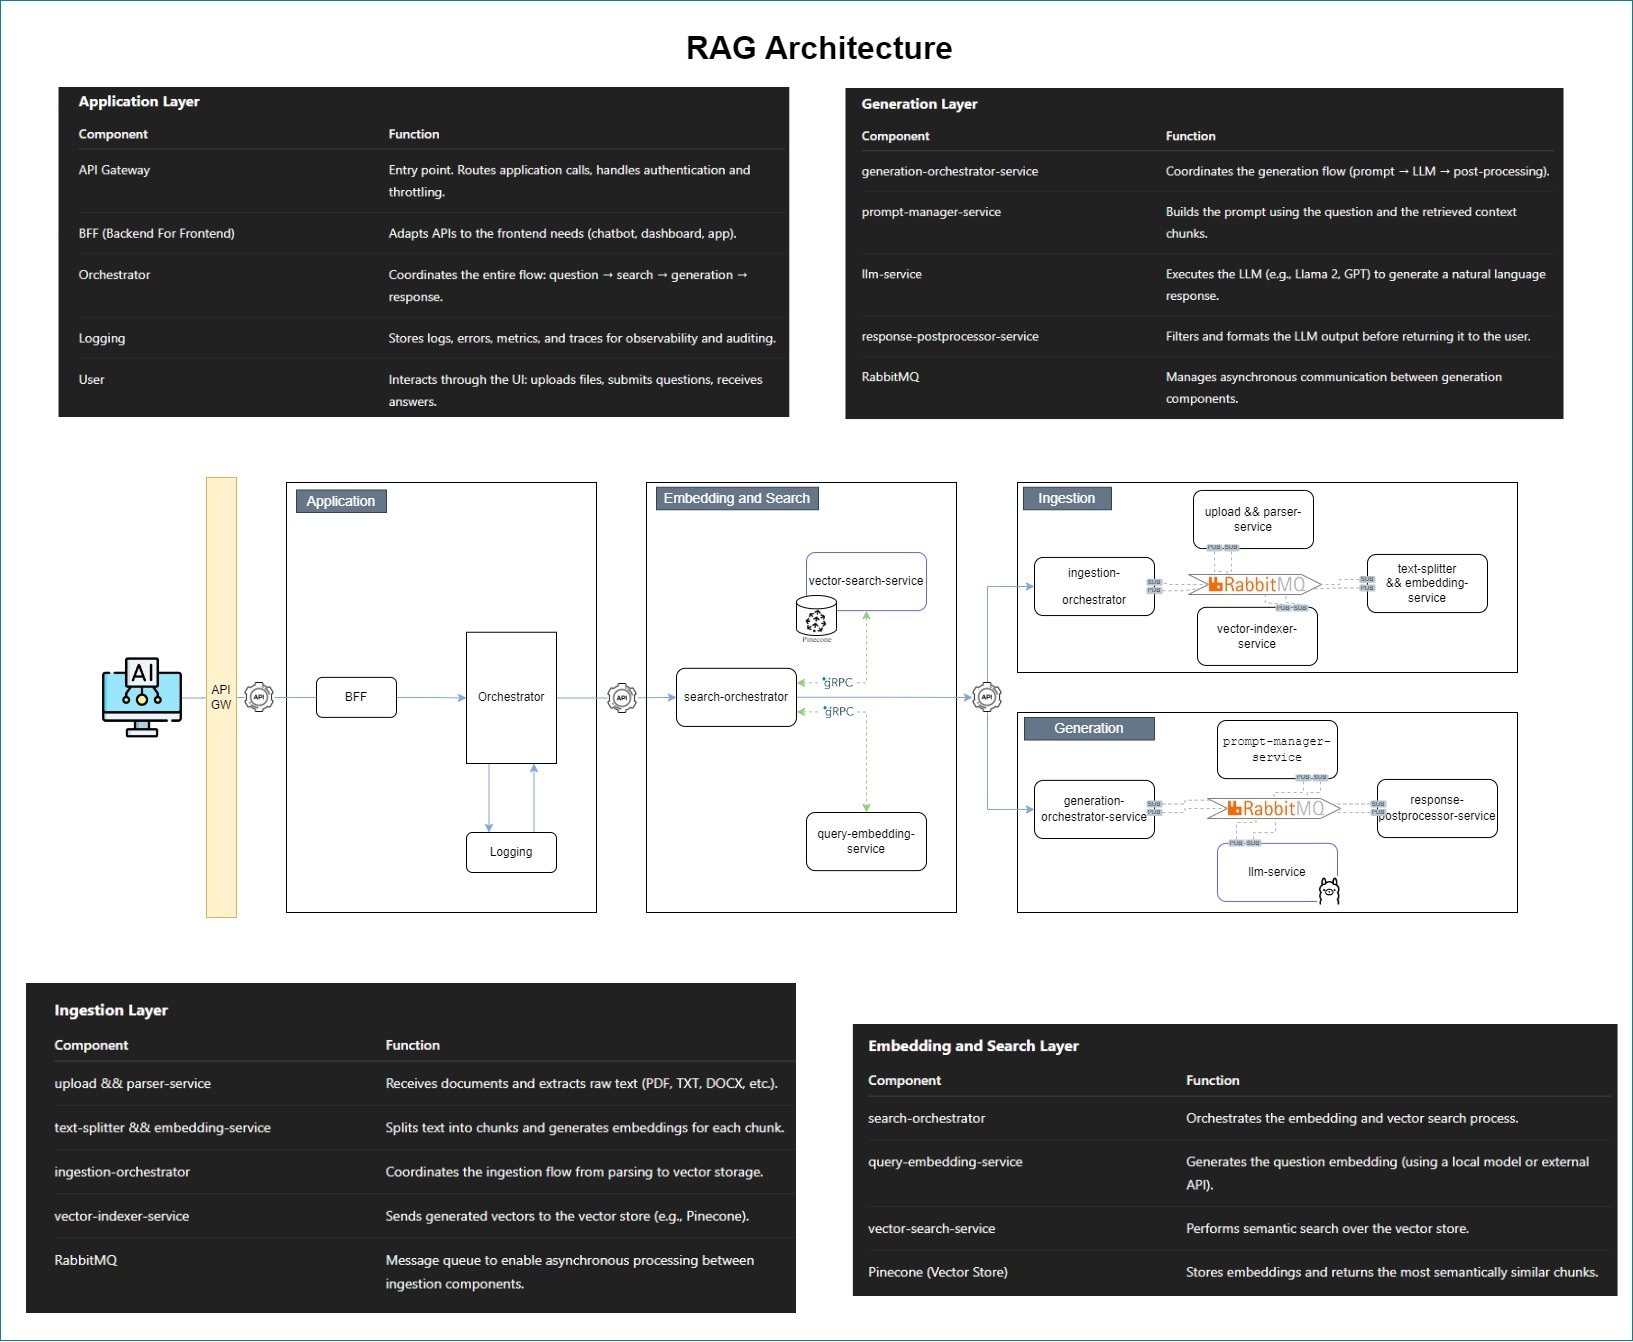 RAG Architecture
Application Layer
Component Function
API Gateway Entry point. Routes application calls, handles authentication and
throttling.
BFF (Backend For Frontend) Adapts APIs to the frontend needs (chatbot, dashboard, app).
Orchestrator Coordinates the entire flow: question → search → generation →
response.
Logging Stores logs, errors, metrics, and traces for observability and auditing.
User Interacts through the UI: uploads files, submits questions, receives
answers.
Generation Layer
Component Function
generation-orchestrator-service Coordinates the generation flow (prompt → LLM → post-processing).
prompt-manager-service Builds the prompt using the question and the retrieved context
chunks.
llm-service Executes the LLM (e.g., Llama 2, GPT) to generate a natural language
response.
response-postprocessor-service Filters and formats the LLM output before returning it to the user.
RabbitMQ Manages asynchronous communication between generation
components.
AI
API
GW
API
Application
BFF
Orchestrator
Logging
API
Embedding and Search
vector-search-service
Pinecone
search-orchestrator
gRPC
gRPC
query-embedding-
service
API
Ingestion
upload && parser-
service
PUB SUB
ingestion-
orchestrator
SUB
PUB
RabbitMQ
SUB
PUB
text-splitter
&& embedding-
service
PUB SUB
vector-indexer-
service
Generation
prompt-manager-
service
PUB SUB
generation-
orchestrator-service
SUB
PUB
RabbitMQ
SUB
PUB
response-
postprocessor-service
PUB SUB
llm-service
Ingestion Layer
Component Function
upload && parser-service Receives documents and extracts raw text (PDF, TXT, DOCX, etc.).
text-splitter && embedding-service Splits text into chunks and generates embeddings for each chunk.
ingestion-orchestrator Coordinates the ingestion flow from parsing to vector storage.
vector-indexer-service Sends generated vectors to the vector store (e.g., Pinecone).
RabbitMQ Message queue to enable asynchronous processing between
ingestion components.
Embedding and Search Layer
Component Function
search-orchestrator Orchestrates the embedding and vector search process.
query-embedding-service Generates the question embedding (using a local model or external
API).
vector-search-service Performs semantic search over the vector store.
Pinecone (Vector Store) Stores embeddings and returns the most semantically similar chunks.